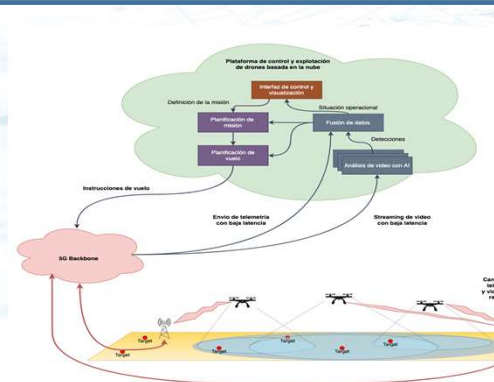 Plataforma de control y explotación
de drones basada en la nube
Interfaz de control y
visualización
Definición de la misión
Situación operacional
Planificación de
misión
Fusión de datos
Detecciones
Planificación de
vuelo
Análisis de video con AI
Instrucciones de vuelo
Envío de telemetría
con baja latencia
Streaming de video
con baja latencia
5G Backbone
Target
Target
Target
Target
Target
Target